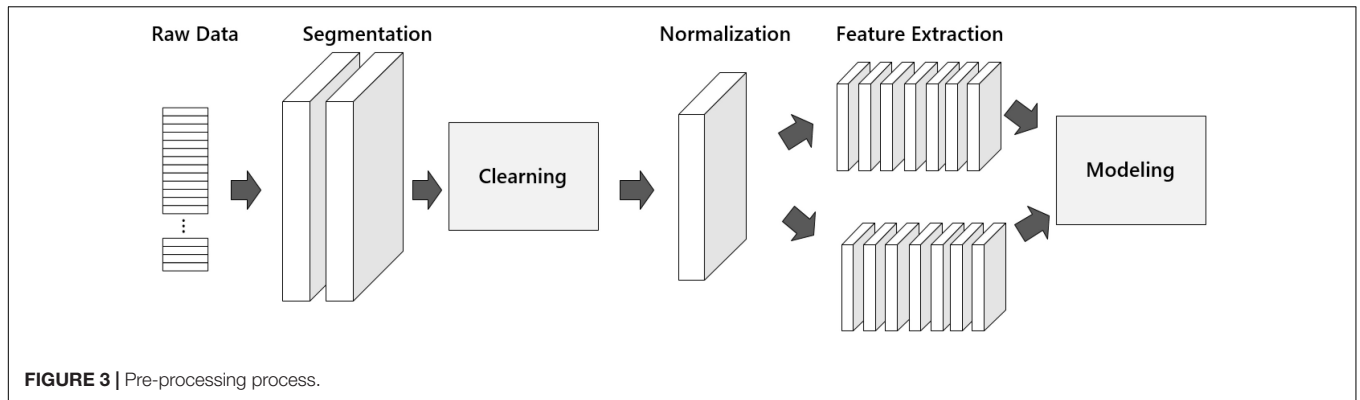 Raw Data
Segmentation
Normalization
Feature Extraction
Clearning
Modeling
FIGURE 3 | Pre-processing process.